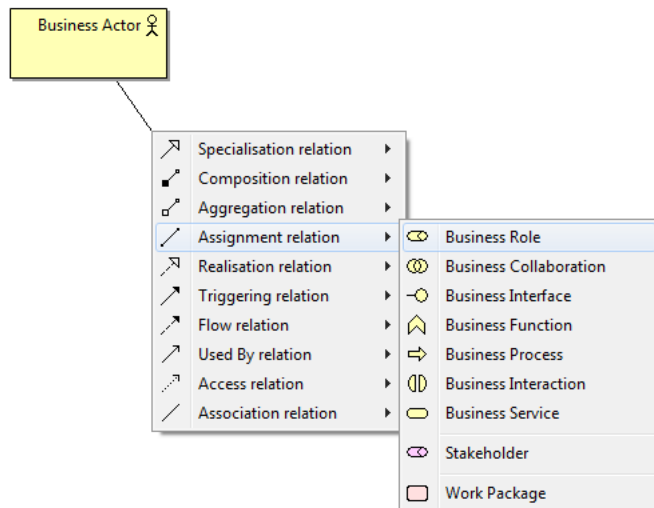 Business Actor
Specialisation relation
Composition relation
Aggregation relation
Assignment relation
Realisation relation
Triggering relation
Flow relation
Used By relation
Access relation
Association relation
Business Role
Business Collaboration
Business Interface
Business Function
Business Process
Business Interaction
Business Service
Stakeholder
Work Package